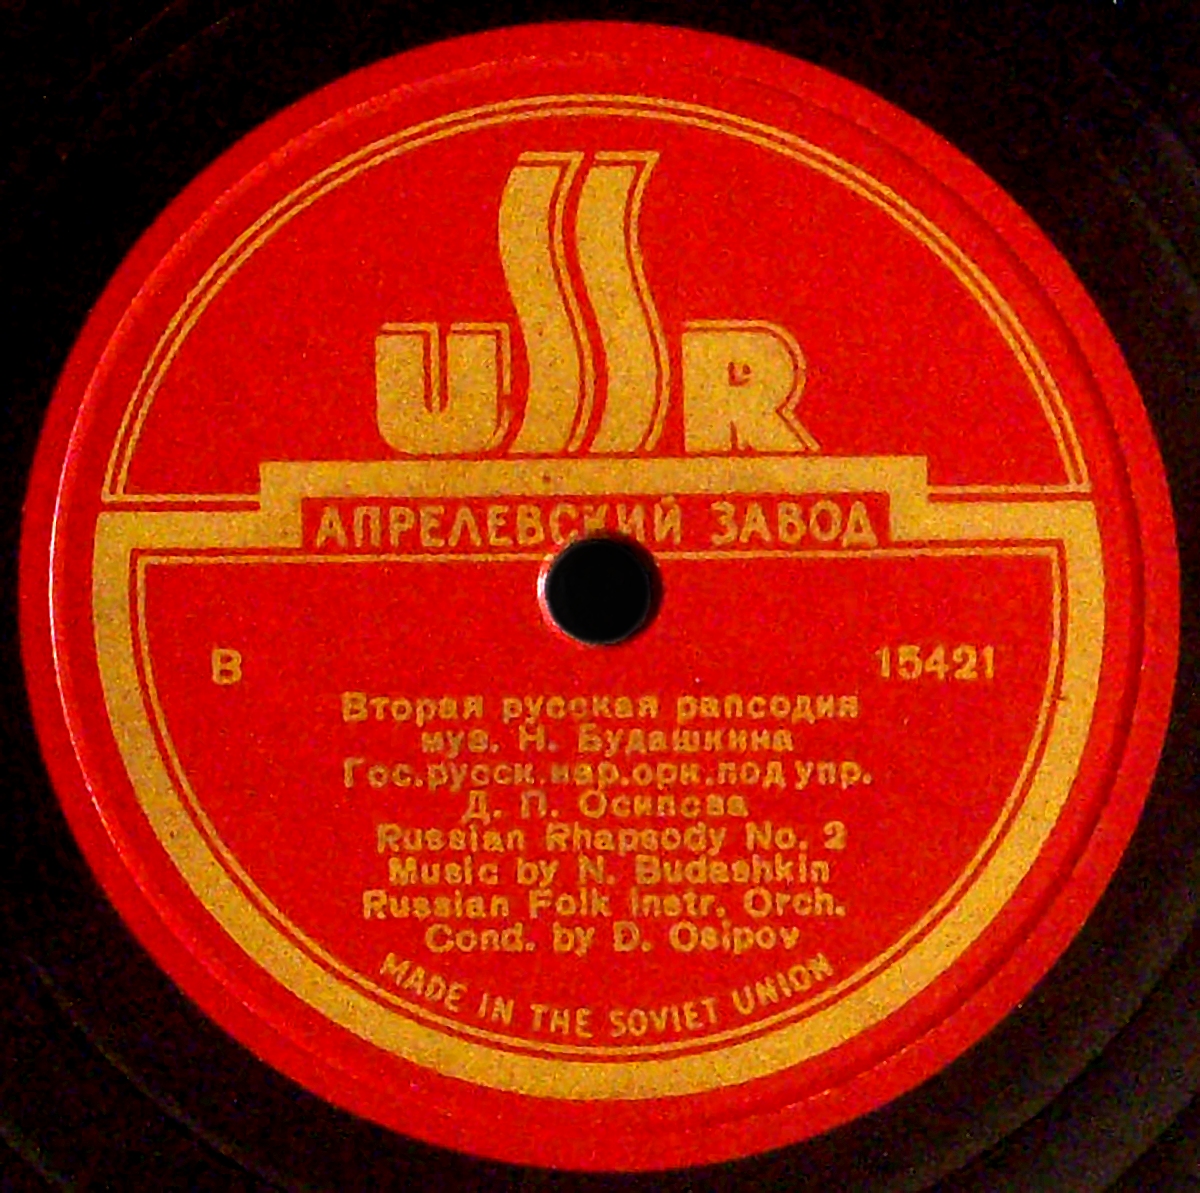 USSR
АПРЕЛЕВСКИЙ ЗАВОД
В 15421
Вторая русская рапсодия
муз. Н. Будашкина
Гос.русск.нар.орк.под упр.
Д. П. Осипова
Russian Rhapsody No. 2
Music by N. Budashkin
Russian Folk Instr. Orch.
Cond. by D. Osipov
MADE IN THE SOVIET UNION